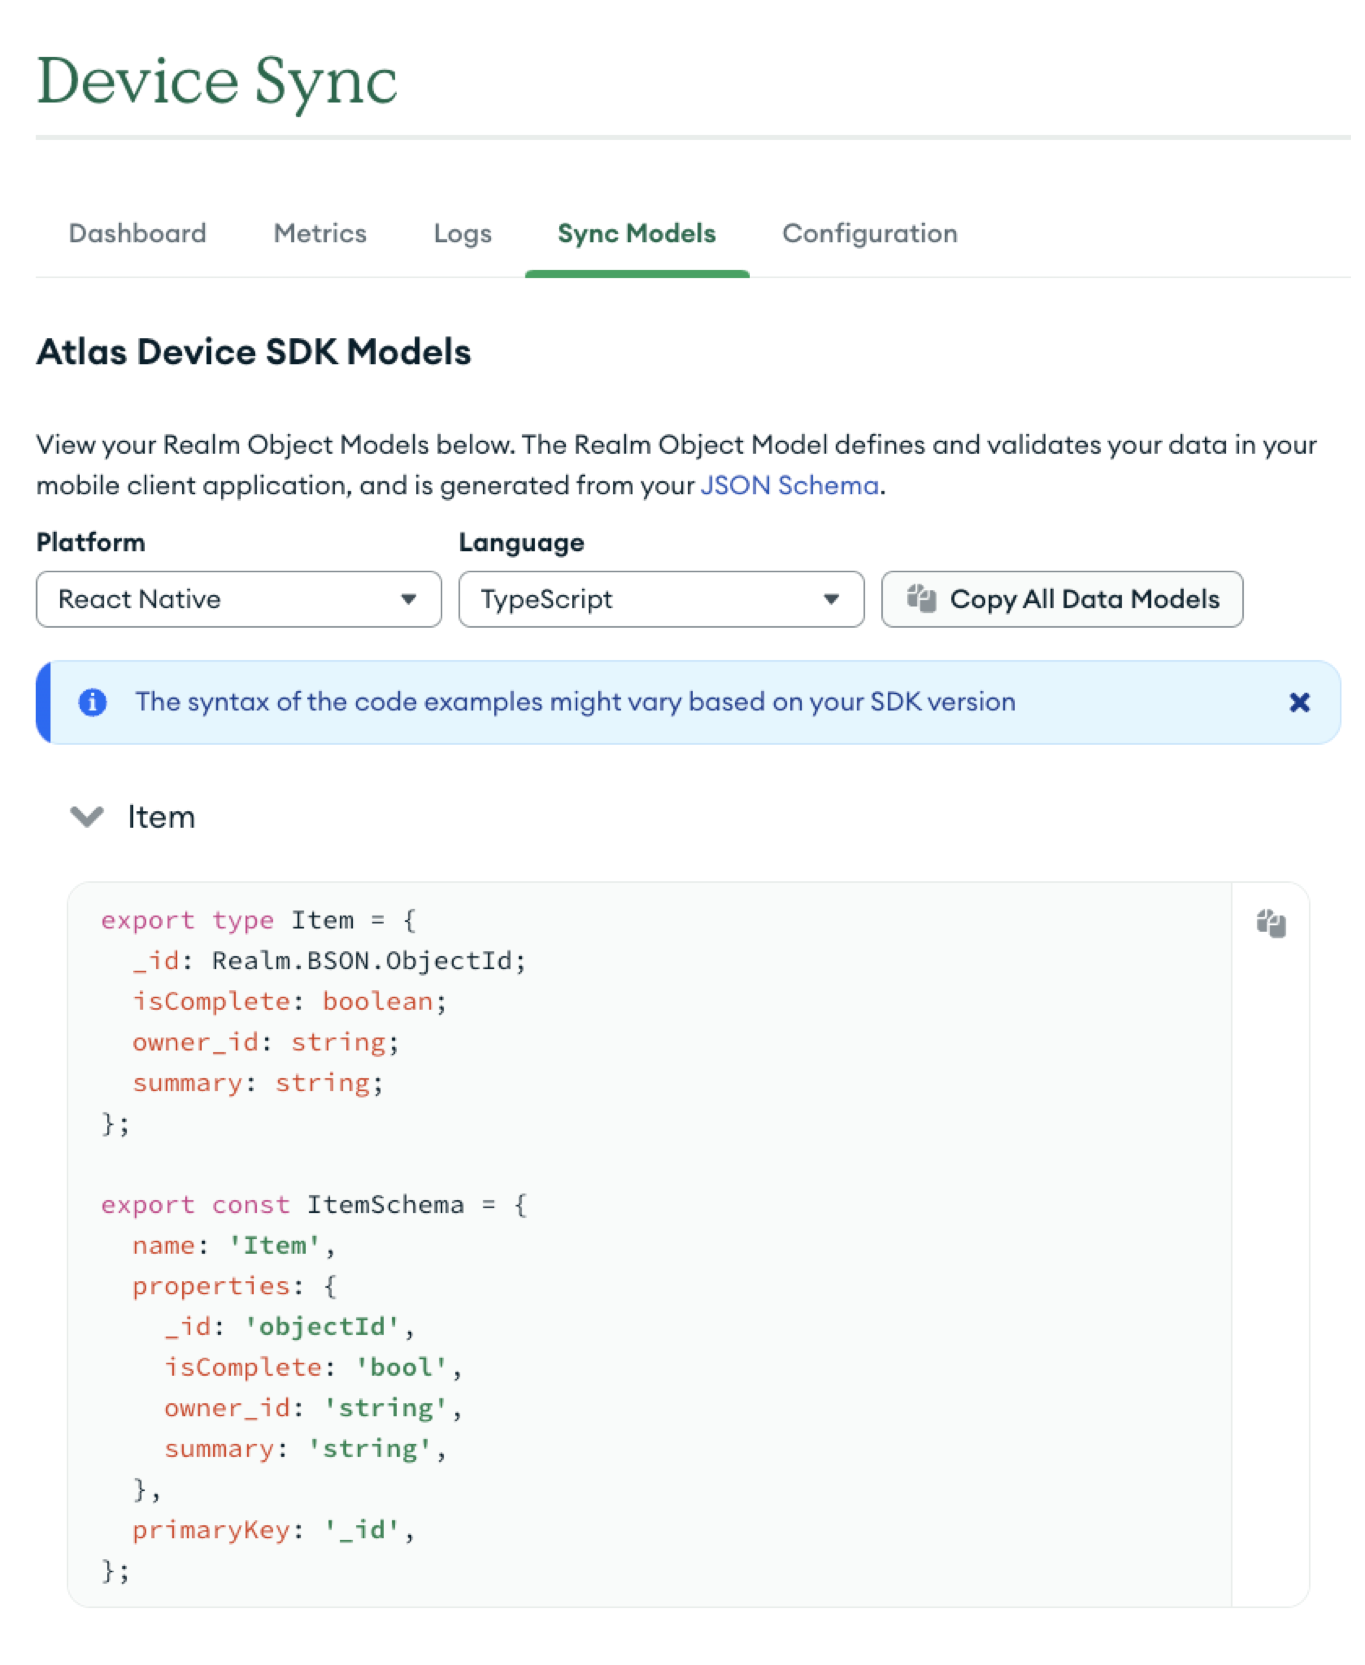 Device Sync
Dashboard Metrics Logs Sync Models Configuration
Atlas Device SDK Models
View your Realm Object Models below. The Realm Object Model defines and validates your data in your
mobile client application, and is generated from your JSON Schema.
Platform Language
React Native TypeScript Copy All Data Models
The syntax of the code examples might vary based on your SDK version
Item
export type Item = {
  _id: Realm.BSON.ObjectId;
  isComplete: boolean;
  owner_id: string;
  summary: string;
};

export const ItemSchema = {
  name: 'Item',
  properties: {
    _id: 'objectId',
    isComplete: 'bool',
    owner_id: 'string',
    summary: 'string',
  },
  primaryKey: '_id',
};